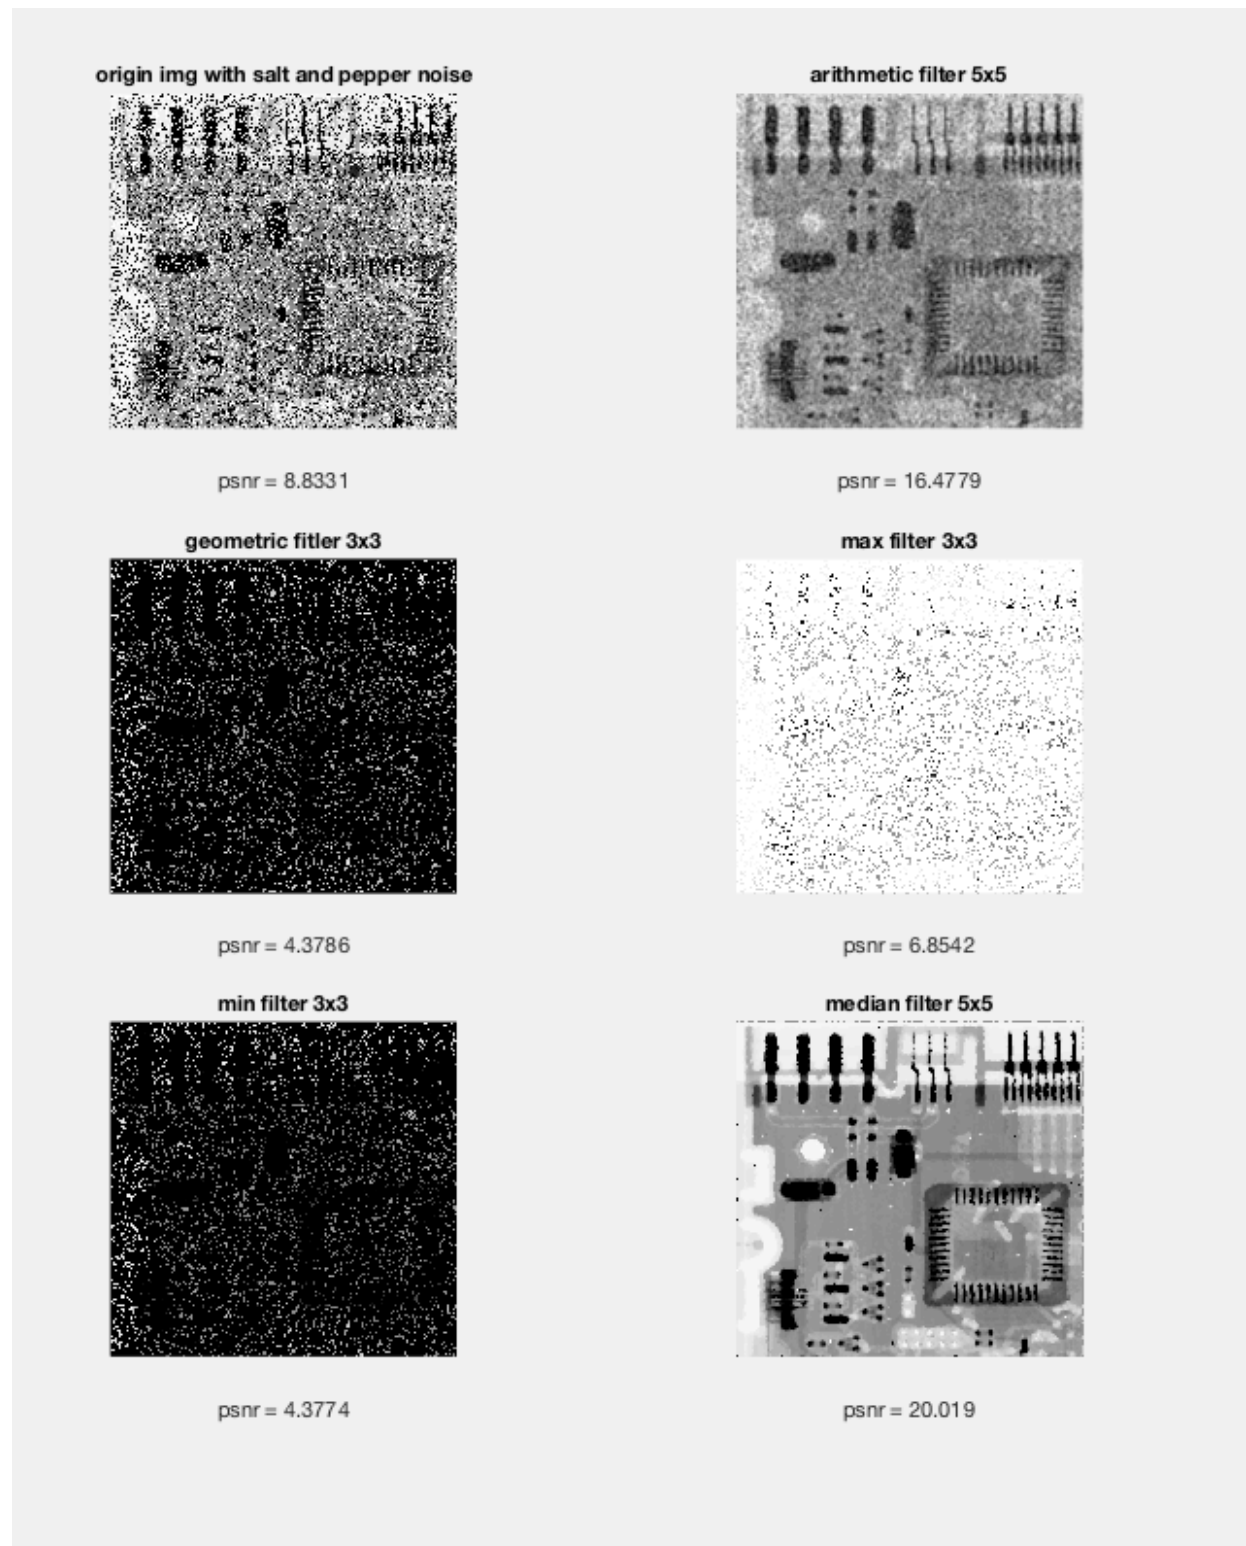 origin img with salt and pepper noise
arithmetic filter 5x5
psnr = 8.8331
psnr = 16.4779
geometric fitler 3x3
max filter 3x3
psnr = 4.3786
psnr = 6.8542
min filter 3x3
median filter 5x5
psnr = 4.3774
psnr = 20.019